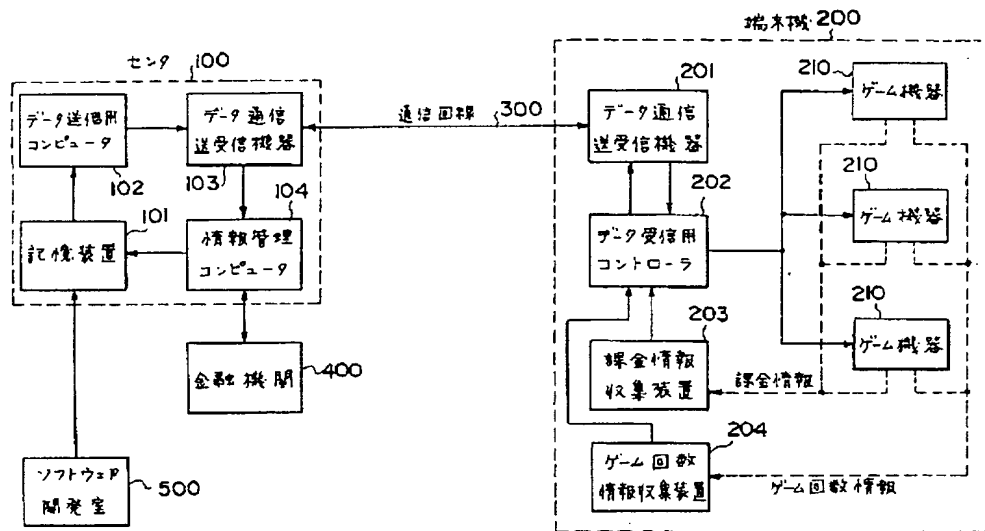 センタ 100
データ送信用
コンピュータ
102
データ通信
送受信機器
103
101
記憶装置
104
情報管理
コンピュータ
金融機関
400
ソフトウェア
開発室
500
通信回線 300
端末機 200
201
データ通信
送受信機器
202
データ受信用
コントローラ
203
課金情報
収集装置
204
ゲーム回数
情報収集装置
210
ゲーム機器
210
ゲーム機器
210
ゲーム機器
課金情報
ゲーム回数情報